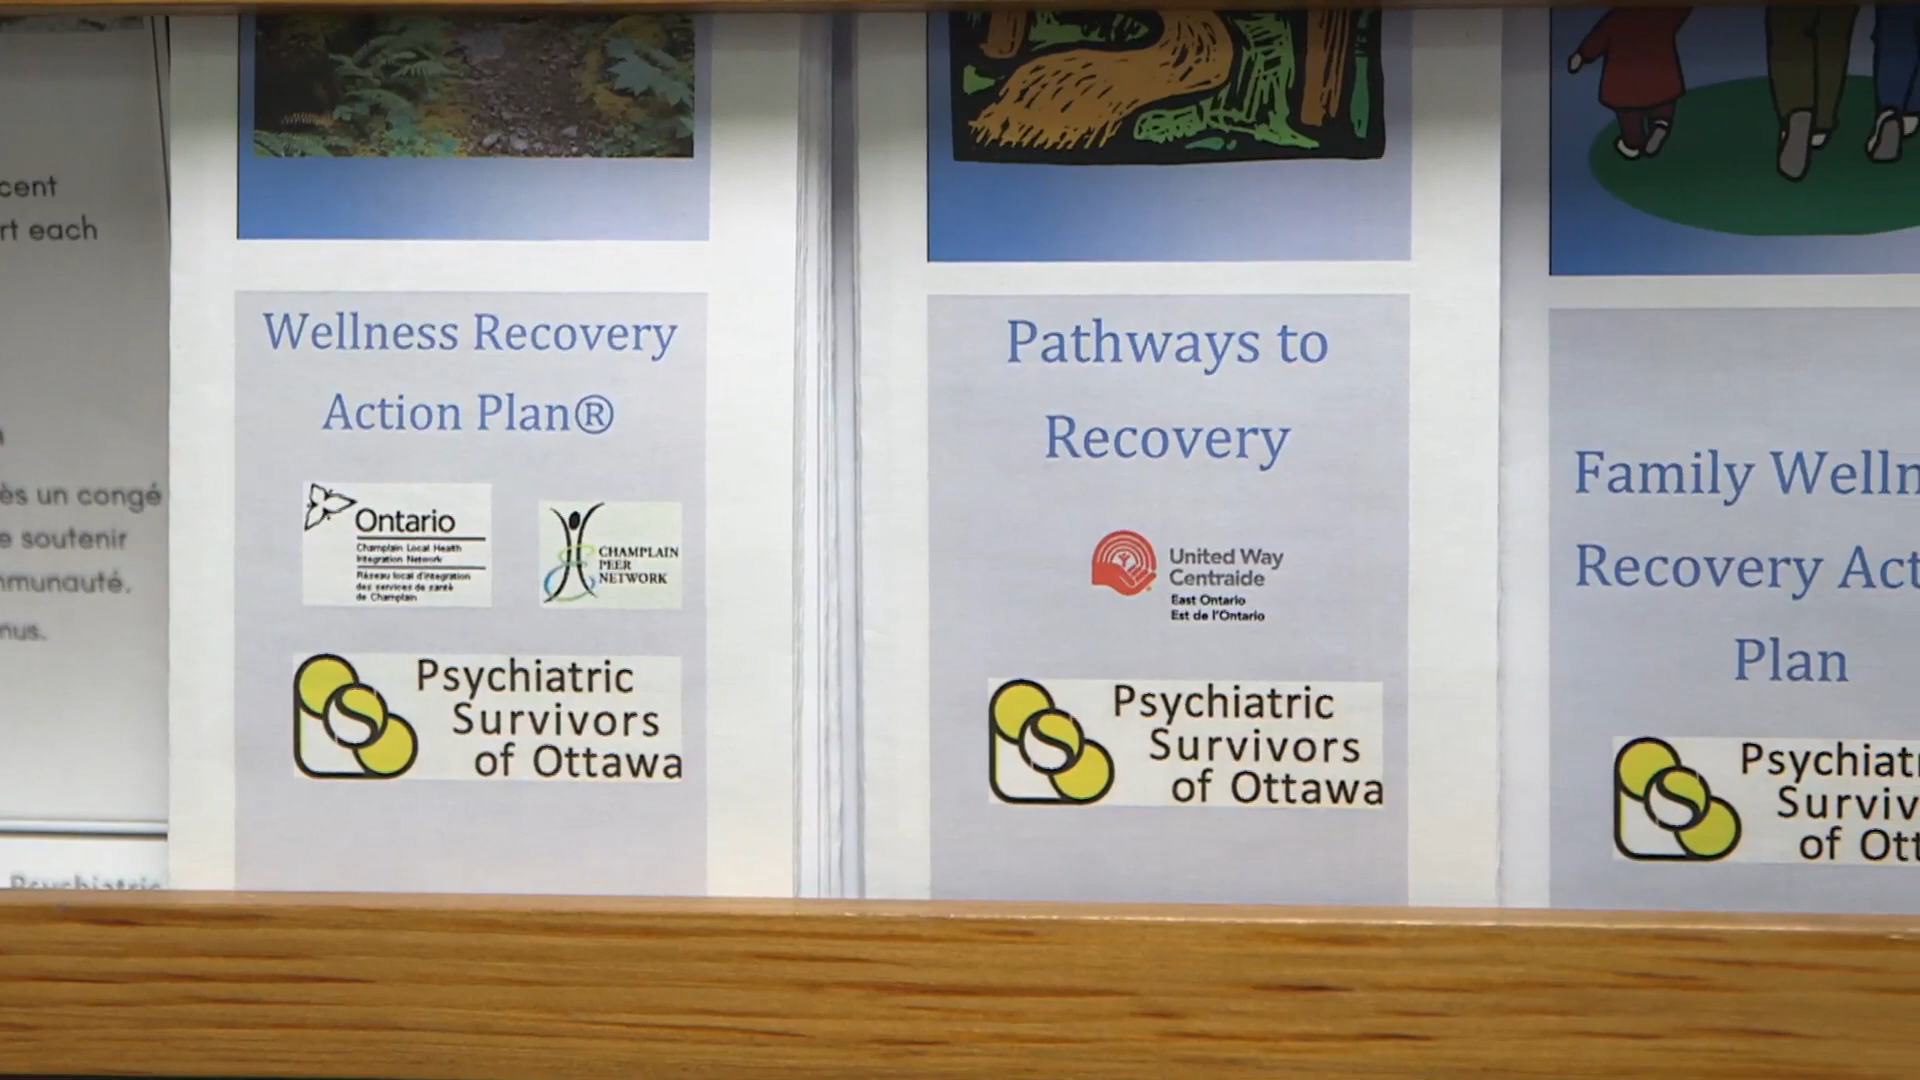 cent
rt each
ès un congé
e soutenir
mmunauté.
nus.
Psychiatric
Wellness Recovery
Action Plan®
Ontario
Champlain Local Health
Integration Network
Réseau local d'intégration
des services de santé
de Champlain
CHAMPLAIN
PEER
NETWORK
Psychiatric
Survivors
of Ottawa
Pathways to
Recovery
United Way
Centraide
East Ontario
Est de l'Ontario
Psychiatric
Survivors
of Ottawa
Family Welln
Recovery Act
Plan
Psychiatr
Surviv
of Ott